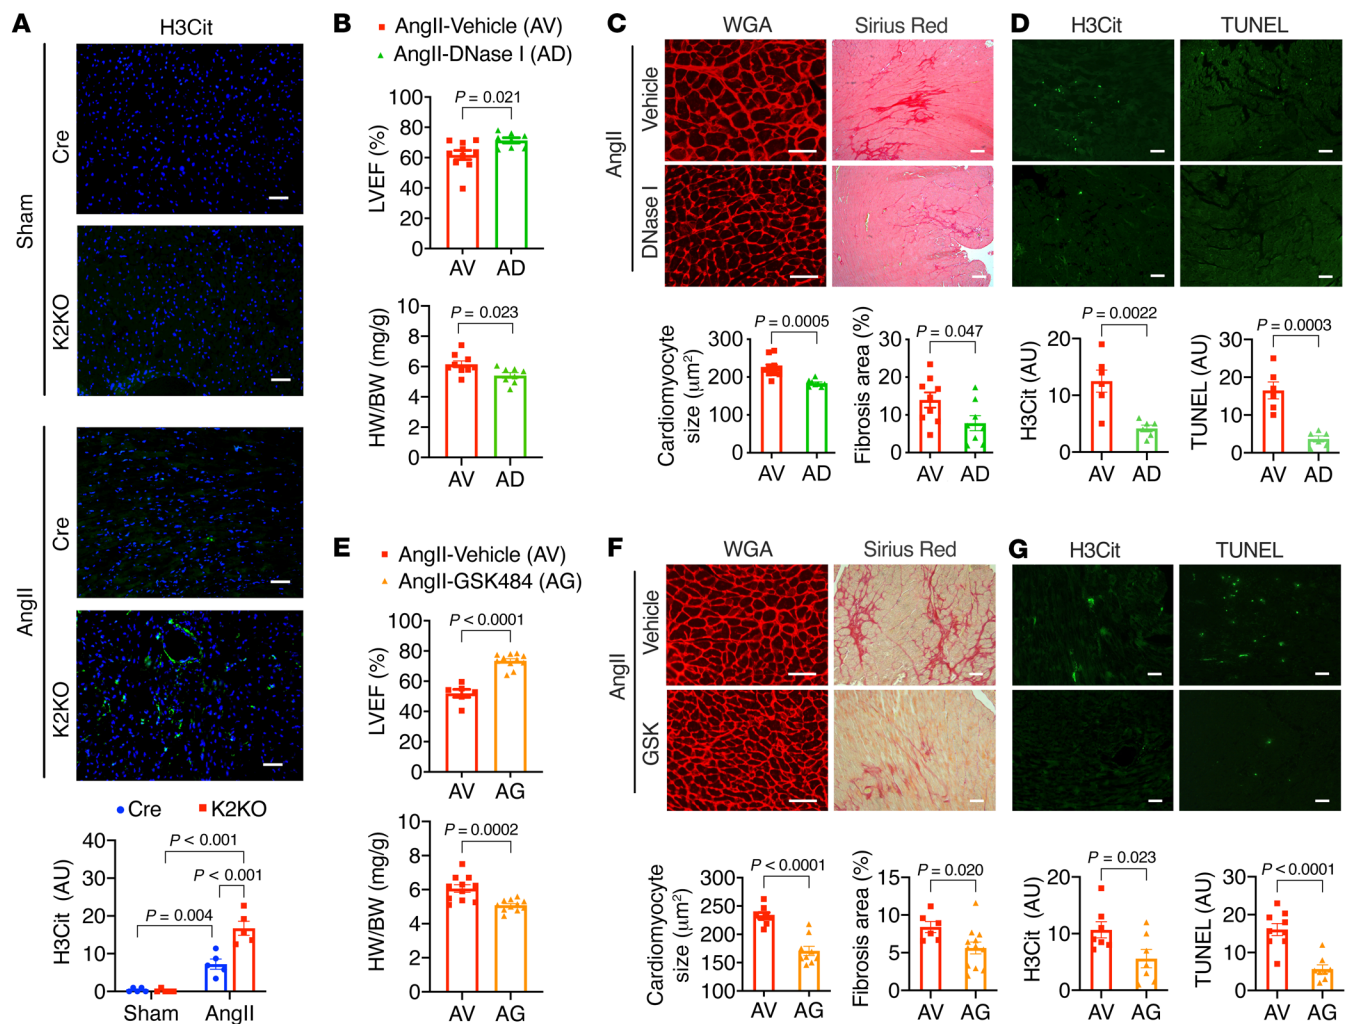 A
H3Cit
Sham
Cre
K2KO
AngII
Cre
K2KO
Cre
K2KO
H3Cit (AU)
40
30
20
10
0
P < 0.001
P < 0.001
P = 0.004
Sham
AngII
B
AngII-Vehicle (AV)
AngII-DNase I (AD)
LVEF (%)
100
80
60
40
20
0
P = 0.021
AV
AD
HW/BW (mg/g)
10
8
6
4
2
0
P = 0.023
AV
AD
C
WGA
Sirius Red
AngII
Vehicle
DNase I
Cardiomyocyte
size (μm²)
300
200
100
0
P = 0.0005
AV
AD
Fibrosis area (%)
30
20
10
0
P = 0.047
AV
AD
D
H3Cit
TUNEL
H3Cit (AU)
20
10
0
P = 0.0022
AV
AD
TUNEL (AU)
30
20
10
0
P = 0.0003
AV
AD
E
AngII-Vehicle (AV)
AngII-GSK484 (AG)
LVEF (%)
100
80
60
40
20
0
P < 0.0001
AV
AG
HW/BW (mg/g)
10
8
6
4
2
0
P = 0.0002
AV
AG
F
WGA
Sirius Red
AngII
Vehicle
GSK
Cardiomyocyte
size (μm²)
300
250
200
150
100
P < 0.0001
AV
AG
Fibrosis area (%)
15
10
5
0
P = 0.020
AV
AG
G
H3Cit
TUNEL
H3Cit (AU)
20
10
0
P = 0.023
AV
AG
TUNEL (AU)
30
20
10
0
P < 0.0001
AV
AG